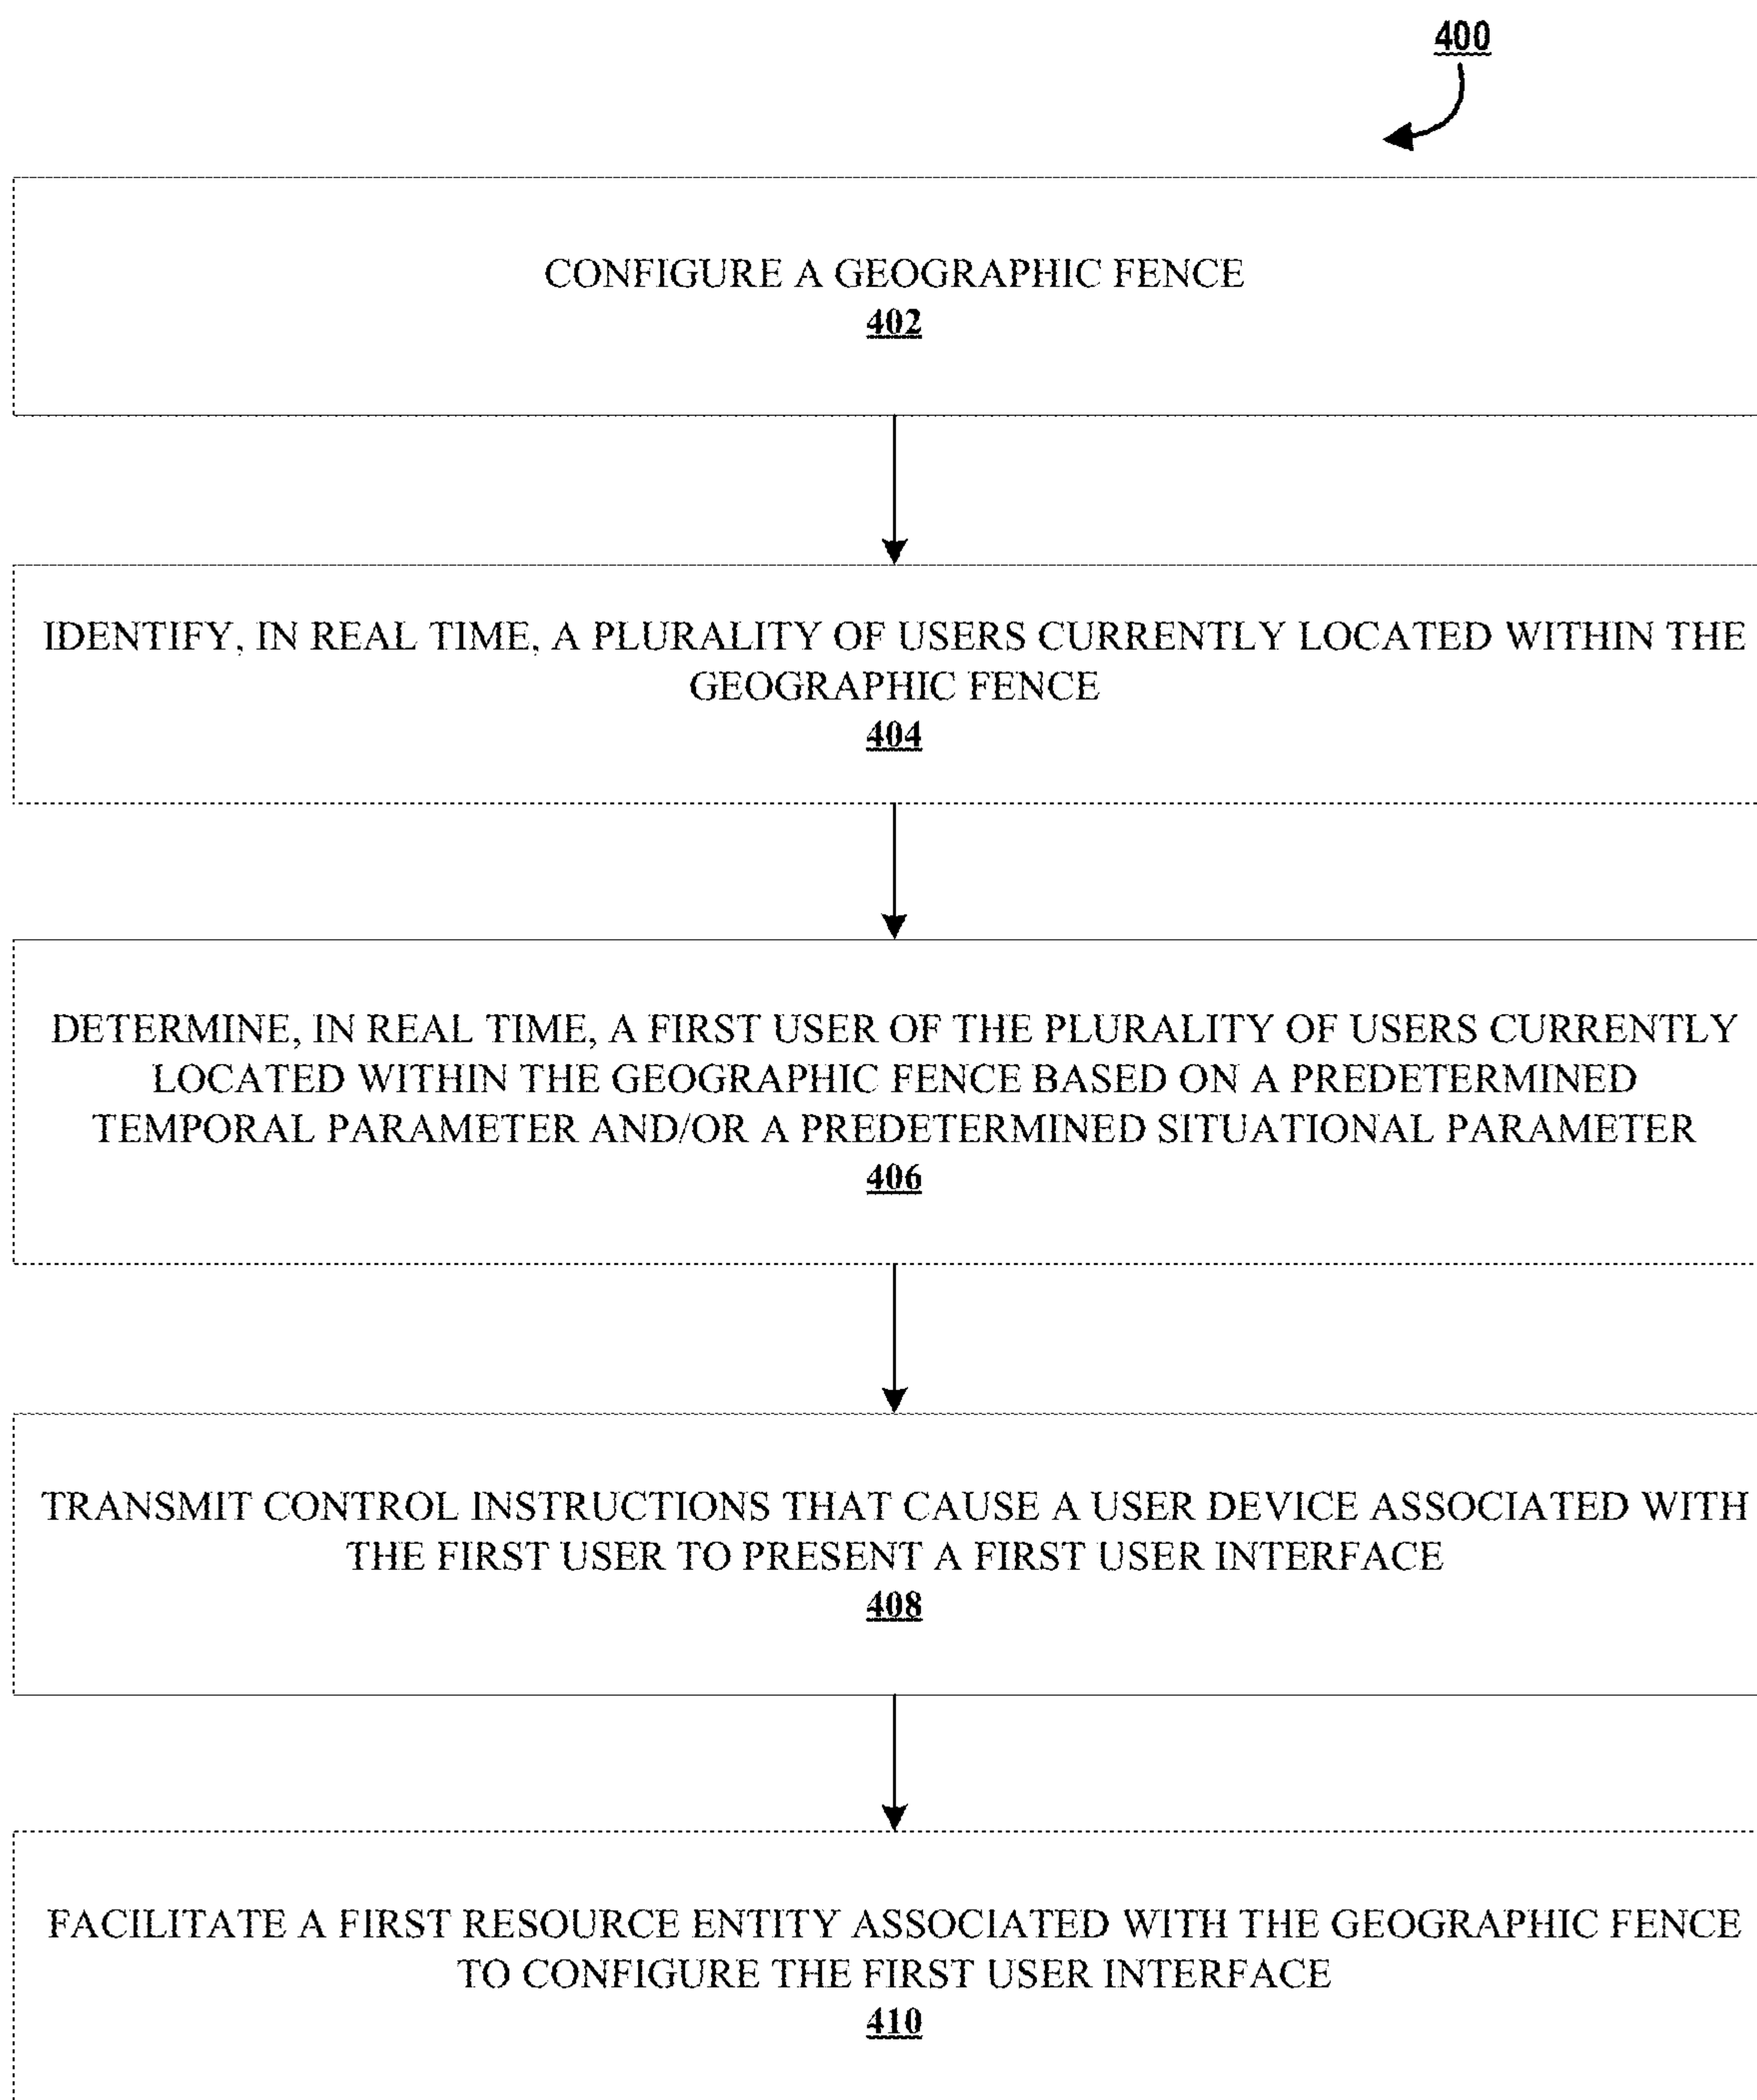 400
CONFIGURE A GEOGRAPHIC FENCE
402
IDENTIFY, IN REAL TIME, A PLURALITY OF USERS CURRENTLY LOCATED WITHIN THE
GEOGRAPHIC FENCE
404
DETERMINE, IN REAL TIME, A FIRST USER OF THE PLURALITY OF USERS CURRENTLY
LOCATED WITHIN THE GEOGRAPHIC FENCE BASED ON A PREDETERMINED
TEMPORAL PARAMETER AND/OR A PREDETERMINED SITUATIONAL PARAMETER
406
TRANSMIT CONTROL INSTRUCTIONS THAT CAUSE A USER DEVICE ASSOCIATED WITH
THE FIRST USER TO PRESENT A FIRST USER INTERFACE
408
FACILITATE A FIRST RESOURCE ENTITY ASSOCIATED WITH THE GEOGRAPHIC FENCE
TO CONFIGURE THE FIRST USER INTERFACE
410